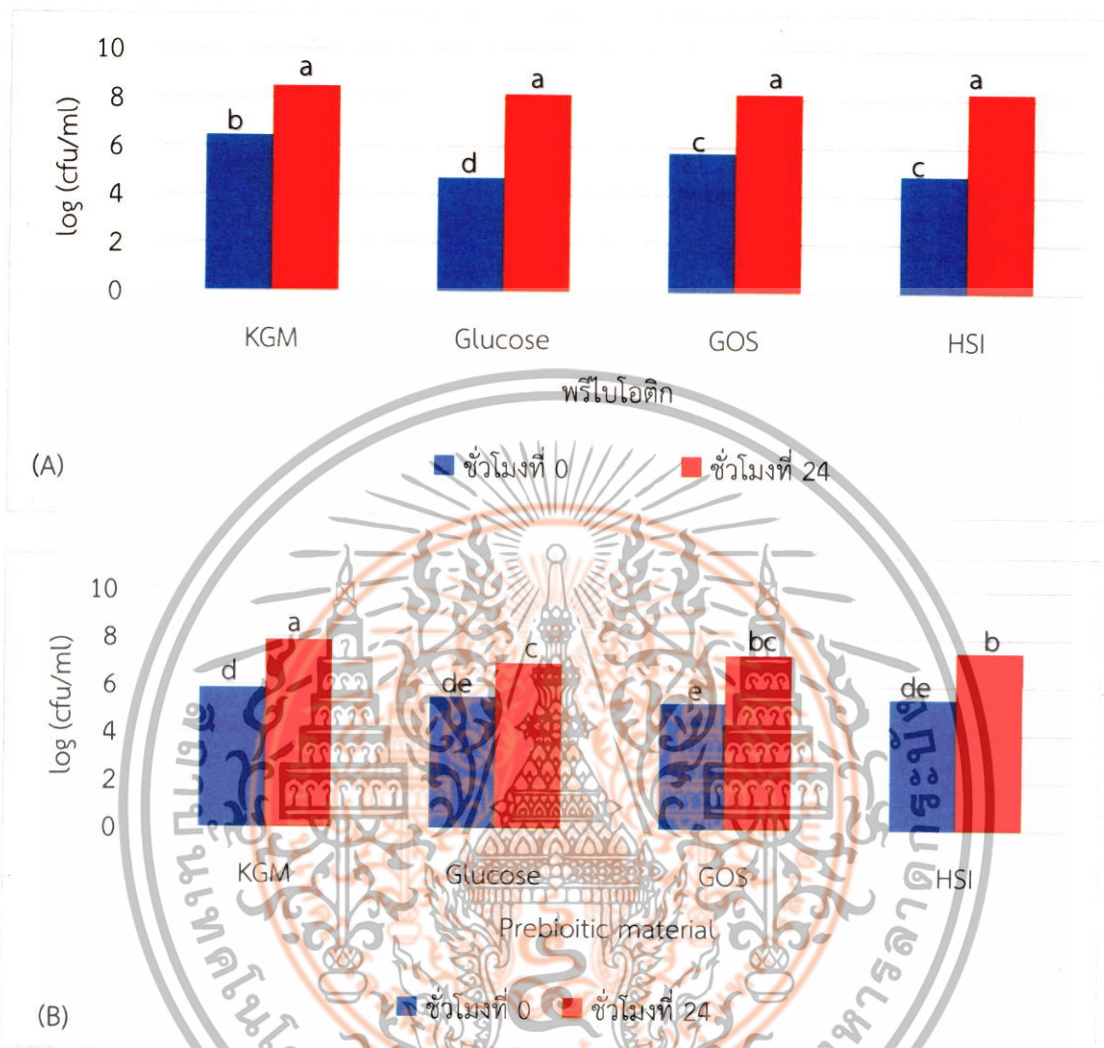 10
8
6
4
2
0
log (cfu/ml)
b a
d a
c a
c a
KGM Glucose GOS HSI
พรีไบโอติก
(A)
ชั่วโมงที่ 0 ชั่วโมงที่ 24
10
8
6
4
2
0
log (cfu/ml)
d a
de c
e bc
de b
KGM Glucose GOS HSI
Prebioitic material
(B)
ชั่วโมงที่ 0 ชั่วโมงที่ 24